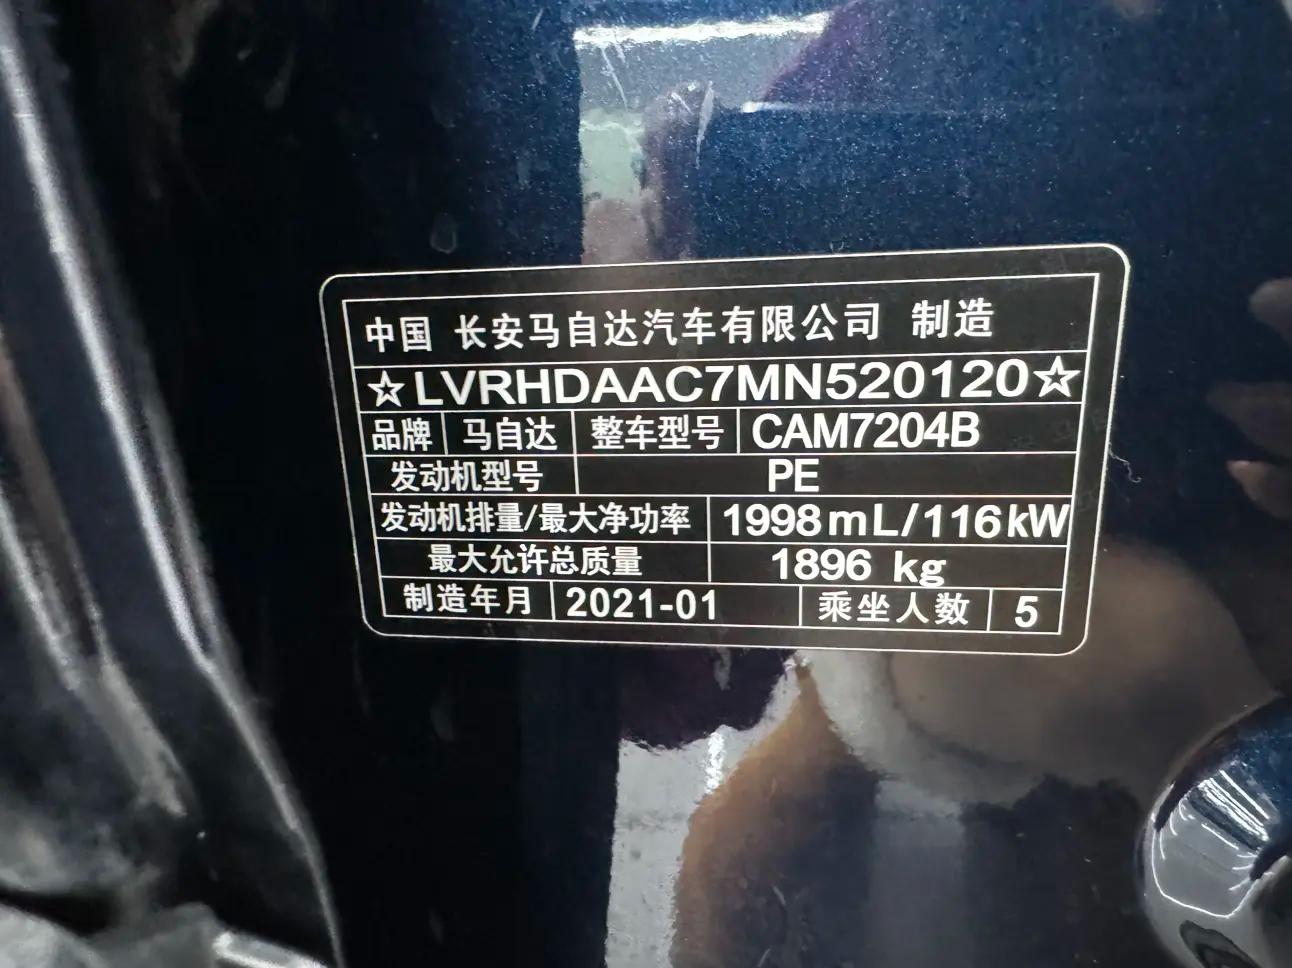 中国 长安马自达汽车有限公司 制造
☆LVRHDAAC7MN520120☆
品牌 马自达 整车型号 CAM7204B
发动机型号 PE
发动机排量/最大净功率 1998mL/116kW
最大允许总质量 1896 kg
制造年月 2021-01 乘坐人数 5